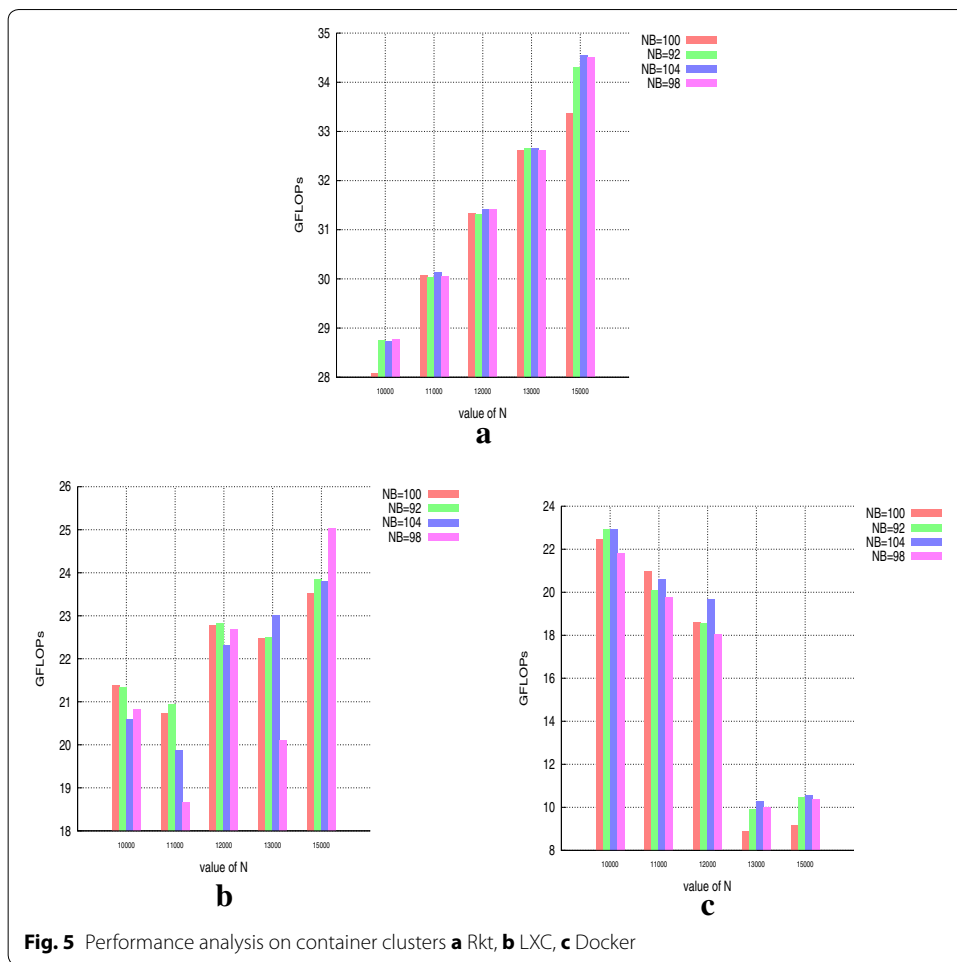 35
34
33
32
31
30
29
28
GFLOPs
10000 11000 12000 13000 15000
value of N
NB=100
NB=92
NB=104
NB=98
a
26
25
24
23
22
21
20
19
18
GFLOPs
10000 11000 12000 13000 15000
value of N
NB=100
NB=92
NB=104
NB=98
b
24
22
20
18
16
14
12
10
8
GFLOPs
10000 11000 12000 13000 15000
value of N
NB=100
NB=92
NB=104
NB=98
c
Fig. 5 Performance analysis on container clusters a Rkt, b LXC, c Docker